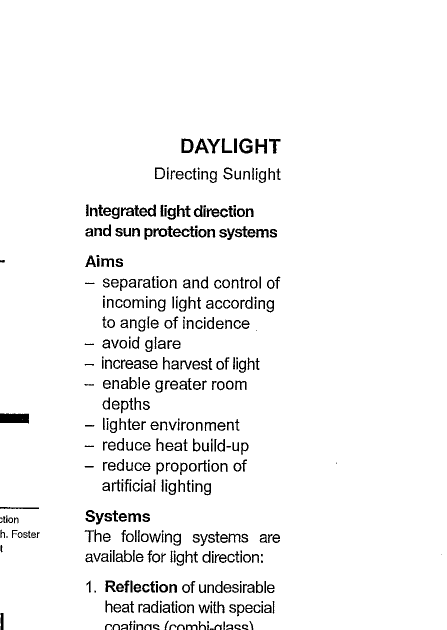 DAYLIGHT
Directing Sunlight
Integrated light direction
and sun protection systems
Aims
– separation and control of
incoming light according
to angle of incidence
– avoid glare
– increase harvest of light
– enable greater room
depths
– lighter environment
– reduce heat build-up
– reduce proportion of
artificial lighting
Systems
The following systems are
available for light direction:
1. Reflection of undesirable
heat radiation with special
coatings (combi-glass)
ction
h. Foster
t